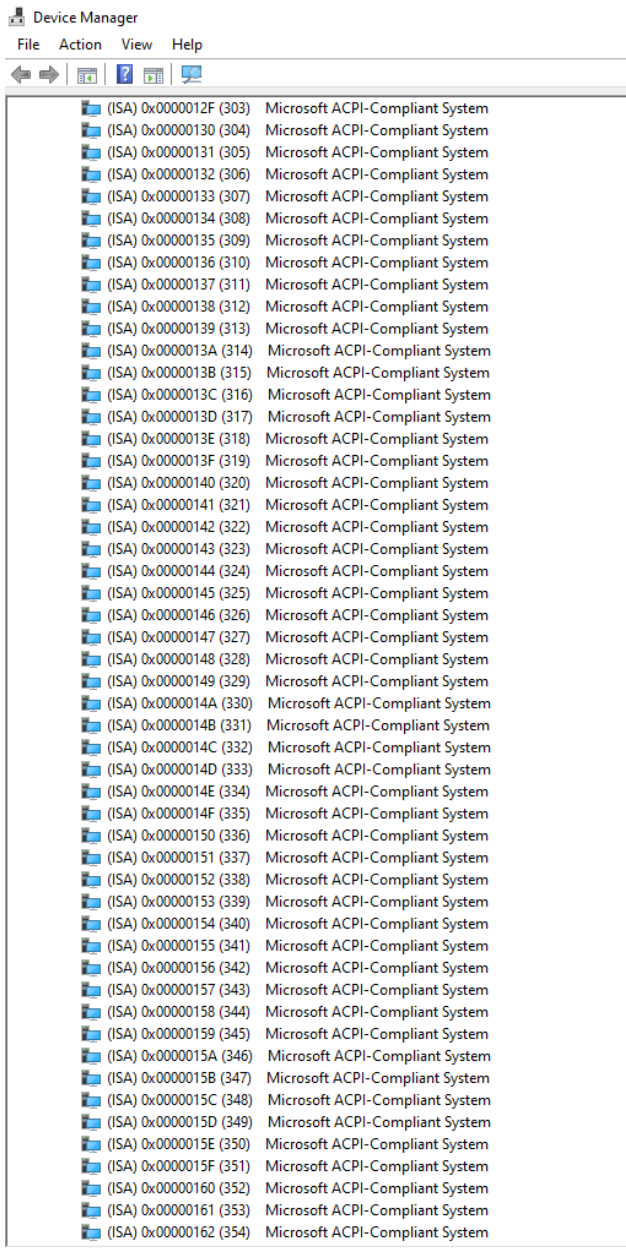 Device Manager
File Action View Help
(ISA) 0x0000012F (303) Microsoft ACPI-Compliant System
(ISA) 0x00000130 (304) Microsoft ACPI-Compliant System
(ISA) 0x00000131 (305) Microsoft ACPI-Compliant System
(ISA) 0x00000132 (306) Microsoft ACPI-Compliant System
(ISA) 0x00000133 (307) Microsoft ACPI-Compliant System
(ISA) 0x00000134 (308) Microsoft ACPI-Compliant System
(ISA) 0x00000135 (309) Microsoft ACPI-Compliant System
(ISA) 0x00000136 (310) Microsoft ACPI-Compliant System
(ISA) 0x00000137 (311) Microsoft ACPI-Compliant System
(ISA) 0x00000138 (312) Microsoft ACPI-Compliant System
(ISA) 0x00000139 (313) Microsoft ACPI-Compliant System
(ISA) 0x0000013A (314) Microsoft ACPI-Compliant System
(ISA) 0x0000013B (315) Microsoft ACPI-Compliant System
(ISA) 0x0000013C (316) Microsoft ACPI-Compliant System
(ISA) 0x0000013D (317) Microsoft ACPI-Compliant System
(ISA) 0x0000013E (318) Microsoft ACPI-Compliant System
(ISA) 0x0000013F (319) Microsoft ACPI-Compliant System
(ISA) 0x00000140 (320) Microsoft ACPI-Compliant System
(ISA) 0x00000141 (321) Microsoft ACPI-Compliant System
(ISA) 0x00000142 (322) Microsoft ACPI-Compliant System
(ISA) 0x00000143 (323) Microsoft ACPI-Compliant System
(ISA) 0x00000144 (324) Microsoft ACPI-Compliant System
(ISA) 0x00000145 (325) Microsoft ACPI-Compliant System
(ISA) 0x00000146 (326) Microsoft ACPI-Compliant System
(ISA) 0x00000147 (327) Microsoft ACPI-Compliant System
(ISA) 0x00000148 (328) Microsoft ACPI-Compliant System
(ISA) 0x00000149 (329) Microsoft ACPI-Compliant System
(ISA) 0x0000014A (330) Microsoft ACPI-Compliant System
(ISA) 0x0000014B (331) Microsoft ACPI-Compliant System
(ISA) 0x0000014C (332) Microsoft ACPI-Compliant System
(ISA) 0x0000014D (333) Microsoft ACPI-Compliant System
(ISA) 0x0000014E (334) Microsoft ACPI-Compliant System
(ISA) 0x0000014F (335) Microsoft ACPI-Compliant System
(ISA) 0x00000150 (336) Microsoft ACPI-Compliant System
(ISA) 0x00000151 (337) Microsoft ACPI-Compliant System
(ISA) 0x00000152 (338) Microsoft ACPI-Compliant System
(ISA) 0x00000153 (339) Microsoft ACPI-Compliant System
(ISA) 0x00000154 (340) Microsoft ACPI-Compliant System
(ISA) 0x00000155 (341) Microsoft ACPI-Compliant System
(ISA) 0x00000156 (342) Microsoft ACPI-Compliant System
(ISA) 0x00000157 (343) Microsoft ACPI-Compliant System
(ISA) 0x00000158 (344) Microsoft ACPI-Compliant System
(ISA) 0x00000159 (345) Microsoft ACPI-Compliant System
(ISA) 0x0000015A (346) Microsoft ACPI-Compliant System
(ISA) 0x0000015B (347) Microsoft ACPI-Compliant System
(ISA) 0x0000015C (348) Microsoft ACPI-Compliant System
(ISA) 0x0000015D (349) Microsoft ACPI-Compliant System
(ISA) 0x0000015E (350) Microsoft ACPI-Compliant System
(ISA) 0x0000015F (351) Microsoft ACPI-Compliant System
(ISA) 0x00000160 (352) Microsoft ACPI-Compliant System
(ISA) 0x00000161 (353) Microsoft ACPI-Compliant System
(ISA) 0x00000162 (354) Microsoft ACPI-Compliant System